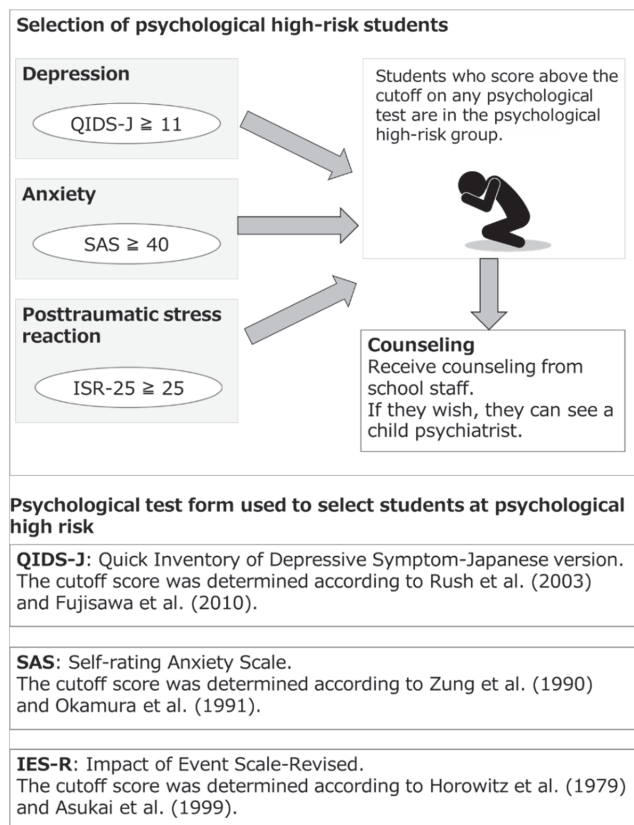 Selection of psychological high-risk students
Depression
QIDS-J ≧ 11
Anxiety
SAS ≧ 40
Posttraumatic stress
reaction
ISR-25 ≧ 25
Students who score above the
cutoff on any psychological
test are in the psychological
high-risk group.
Counseling
Receive counseling from
school staff.
If they wish, they can see a
child psychiatrist.
Psychological test form used to select students at psychological
high risk
QIDS-J: Quick Inventory of Depressive Symptom-Japanese version.
The cutoff score was determined according to Rush et al. (2003)
and Fujisawa et al. (2010).
SAS: Self-rating Anxiety Scale.
The cutoff score was determined according to Zung et al. (1990)
and Okamura et al. (1991).
IES-R: Impact of Event Scale-Revised.
The cutoff score was determined according to Horowitz et al. (1979)
and Asukai et al. (1999).